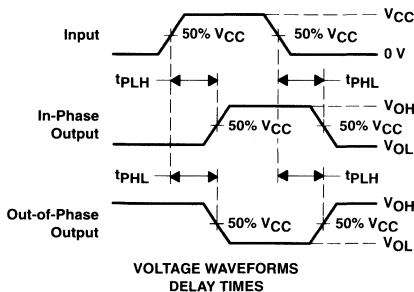 VCC
Input
50% VCC
50% VCC
0 V
tPLH
tPHL
VOH
In-Phase
Output
50% VCC
50% VCC
VOL
tPHL
tPLH
VOH
Out-of-Phase
Output
50% VCC
50% VCC
VOL
VOLTAGE WAVEFORMS
DELAY TIMES